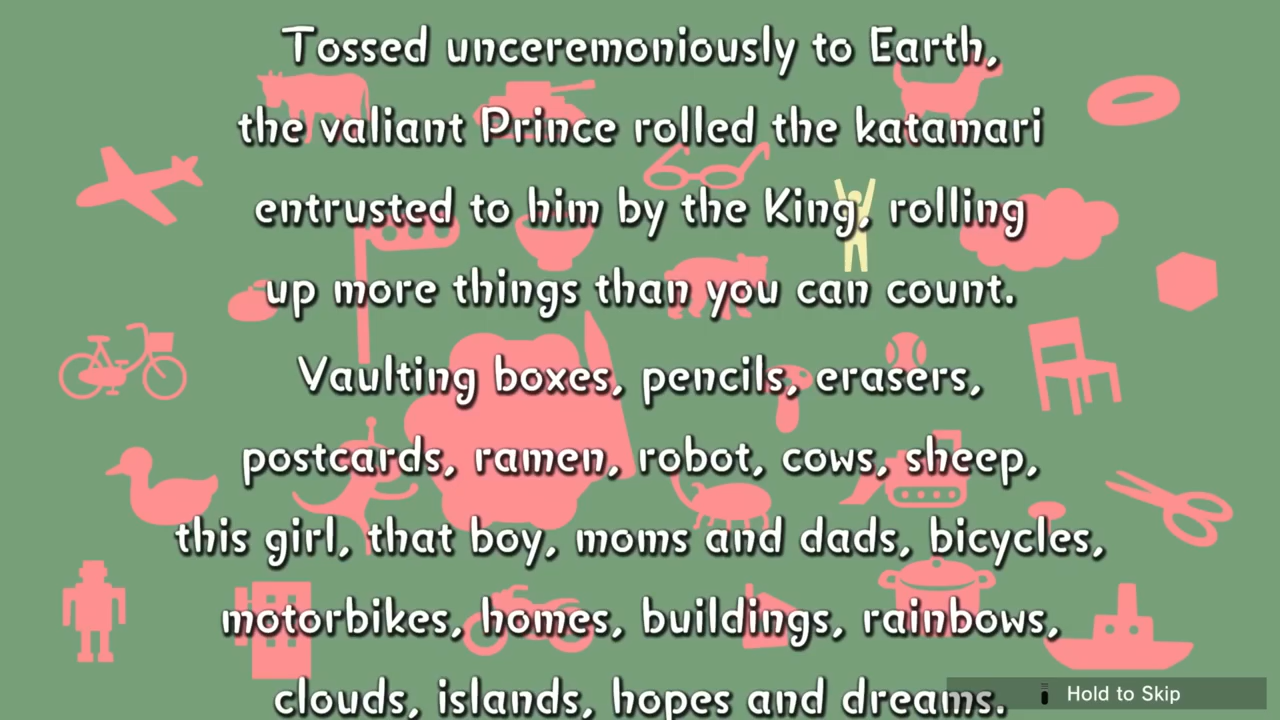 Tossed unceremoniously to Earth,
the valiant Prince rolled the katamari
entrusted to him by the King, rolling
up more things than you can count.
Vaulting boxes, pencils, erasers,
postcards, ramen, robot, cows, sheep,
this girl, that boy, moms and dads, bicycles,
motorbikes, homes, buildings, rainbows,
clouds, islands, hopes and dreams.
Hold to Skip